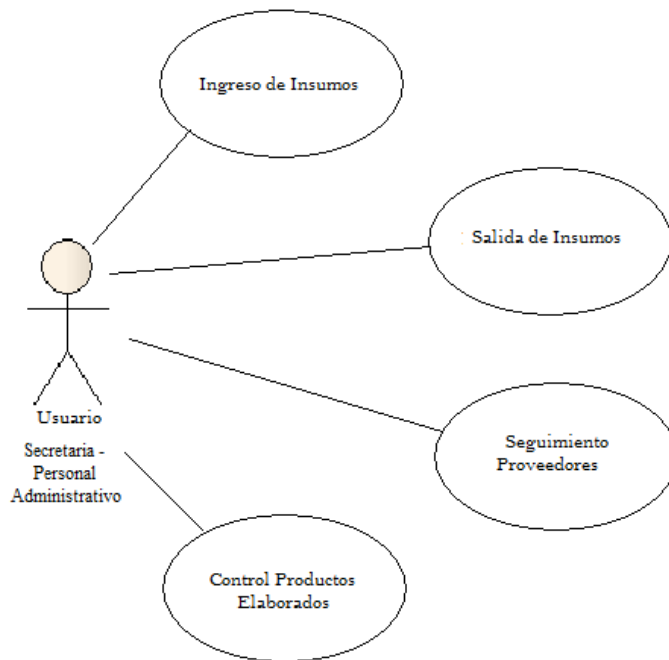 Ingreso de Insumos
Salida de Insumos
Usuario
Secretaria -
Personal
Administrativo
Seguimiento
Proveedores
Control Productos
Elaborados